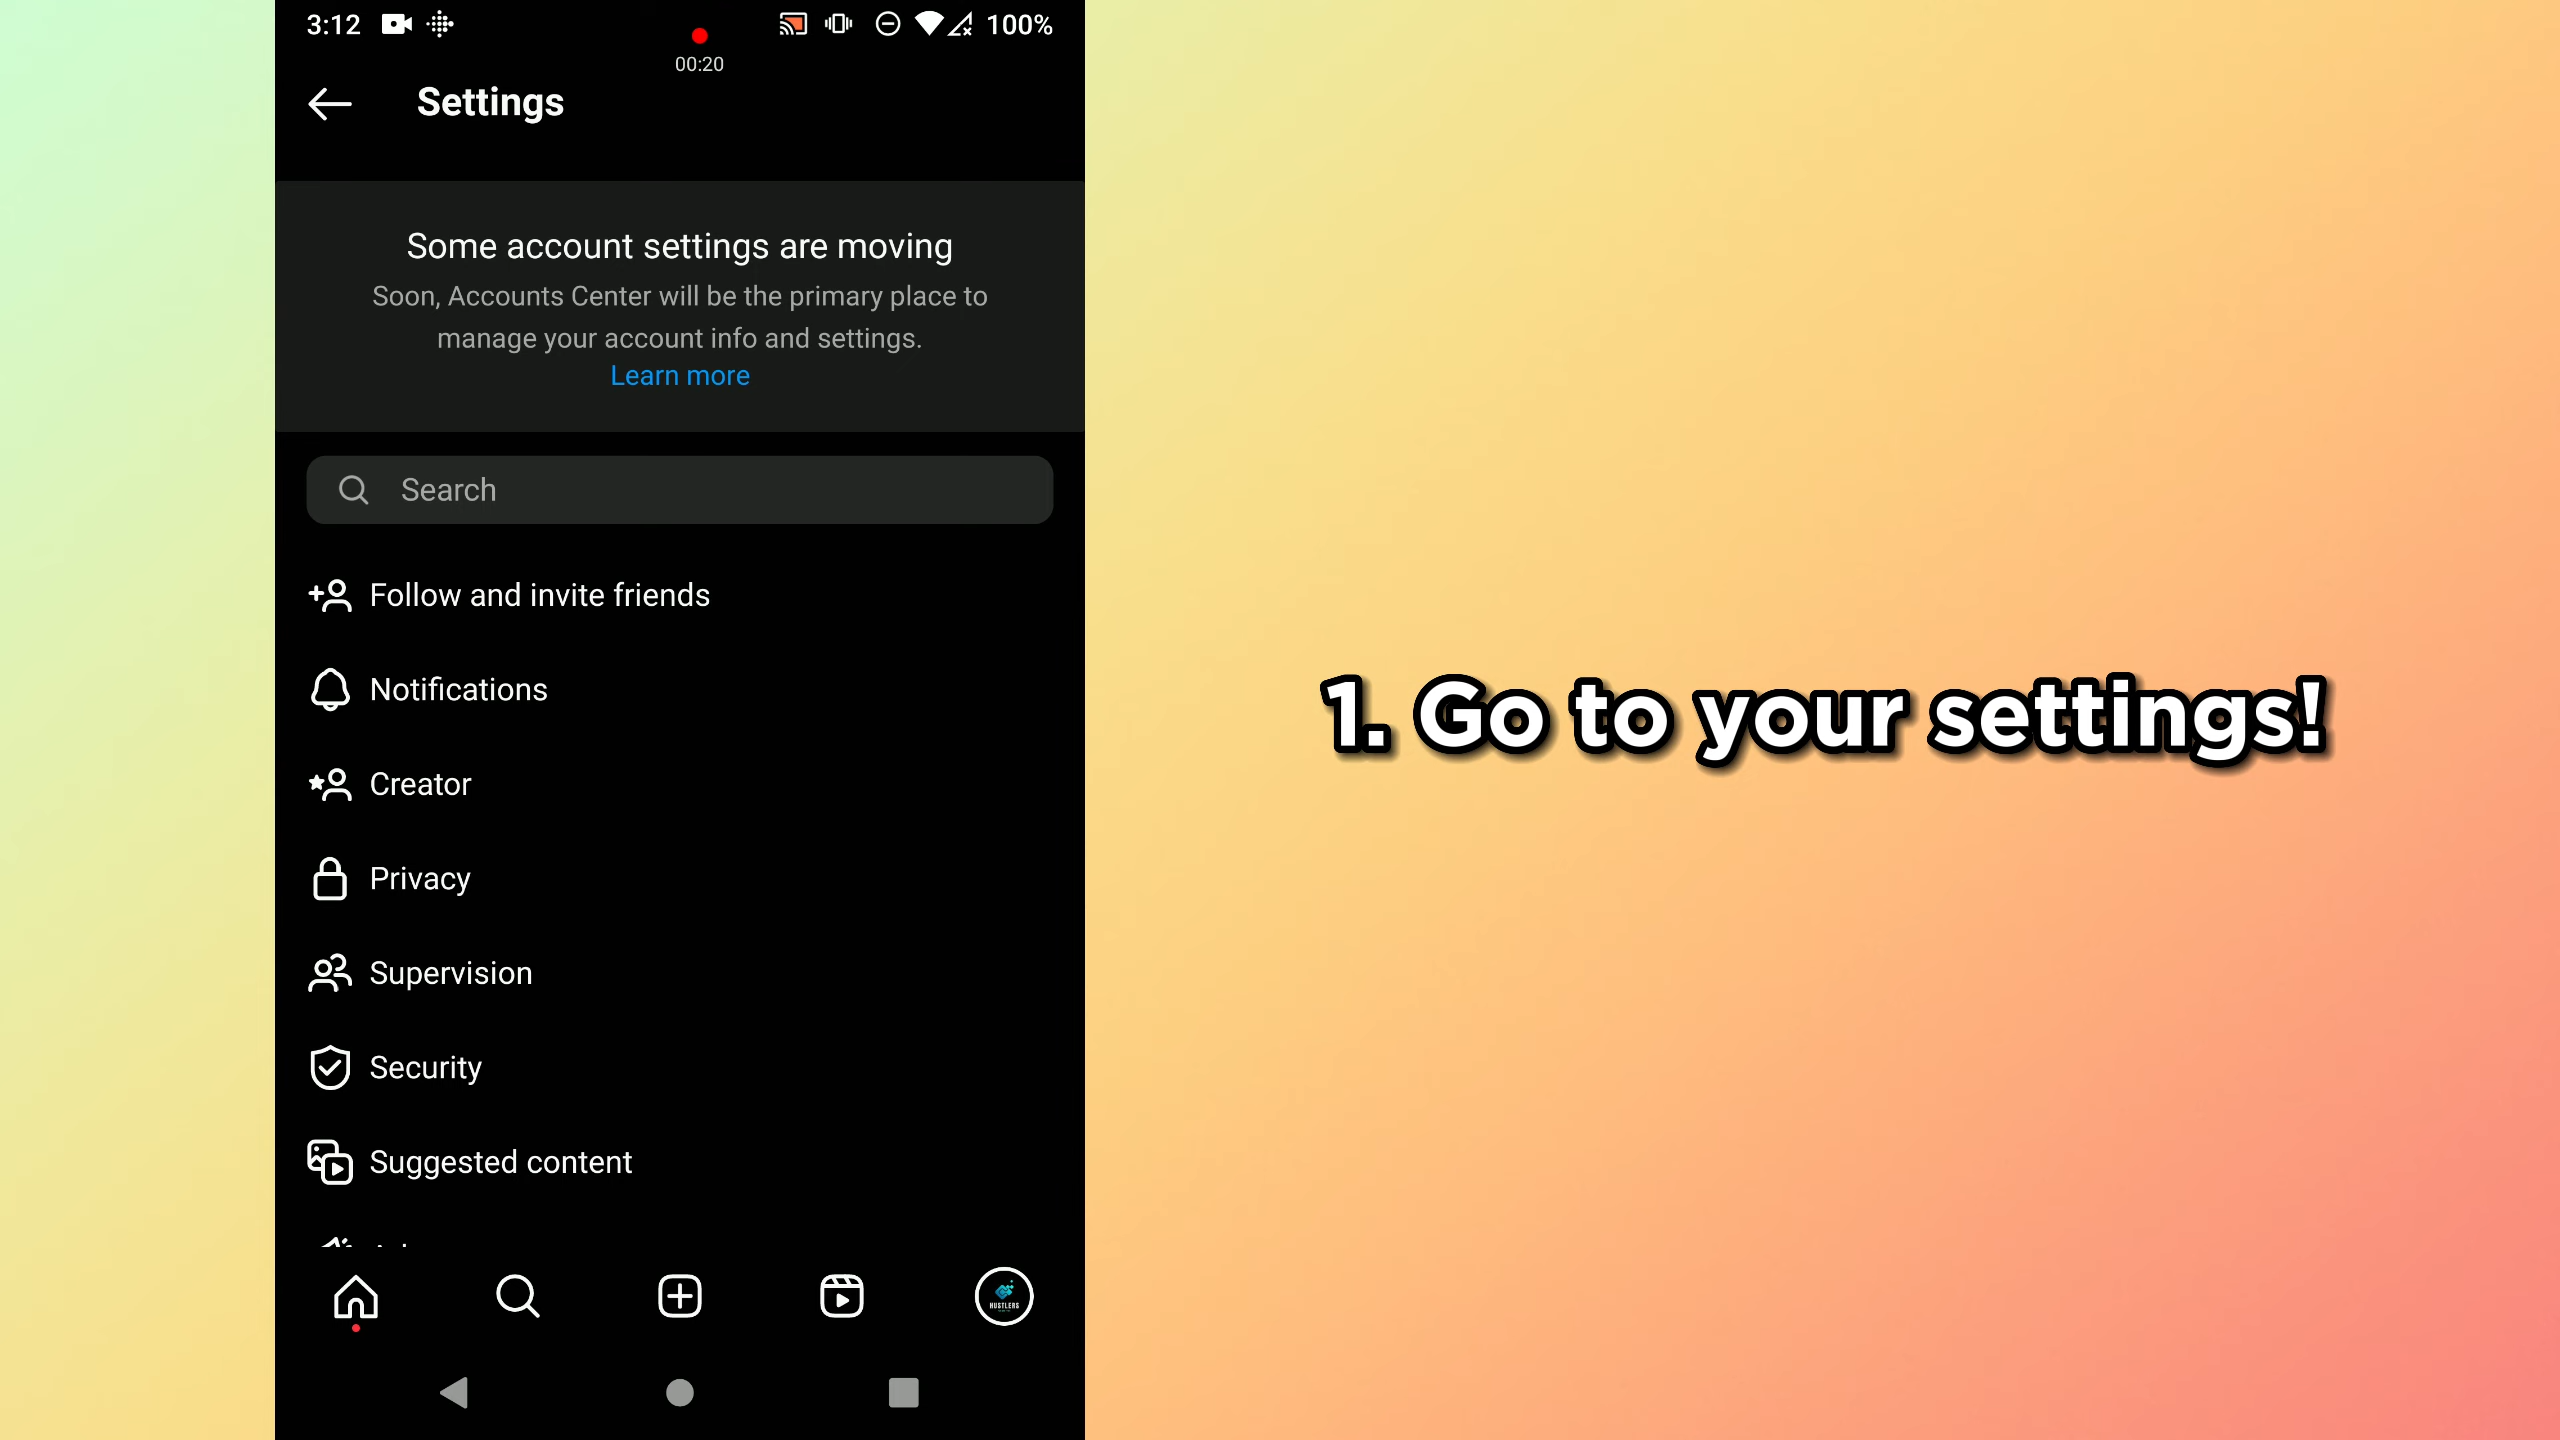 3:12
100%
00:20
Settings
Some account settings are moving
Soon, Accounts Center will be the primary place to
manage your account info and settings.
Learn more
Search
Follow and invite friends
Notifications
Creator
Privacy
Supervision
Security
Suggested content
HUSTLERS
1. Go to your settings!